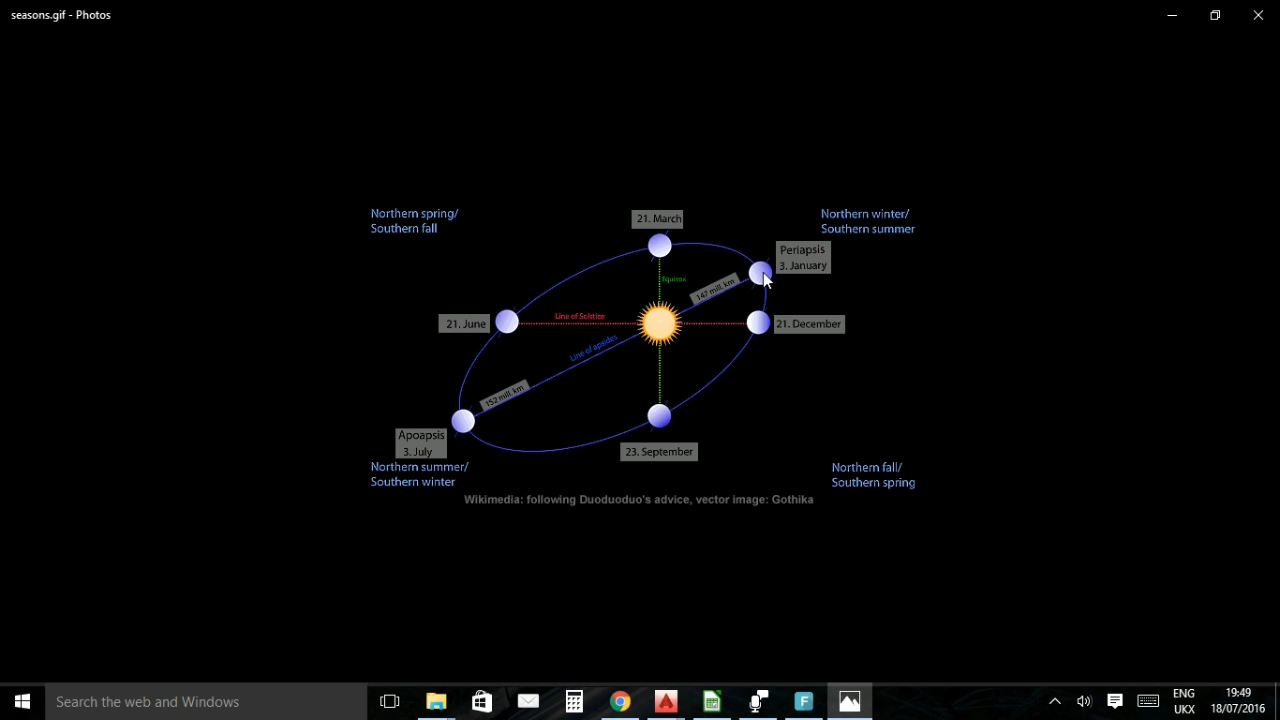 seasons.gif - Photos
Northern spring/
Southern fall
21. March
Northern winter/
Southern summer
Periapsis
3. January
Equinox
147 mill. km
Line of Solstice
21. June
21. December
Line of apsides
152 mill. km
Apoapsis
3. July
23. September
Northern summer/
Southern winter
Northern fall/
Southern spring
Wikimedia: following Duoduoduo's advice, vector image: Gothika
Search the web and Windows
F
ENG
UKX
19:49
18/07/2016